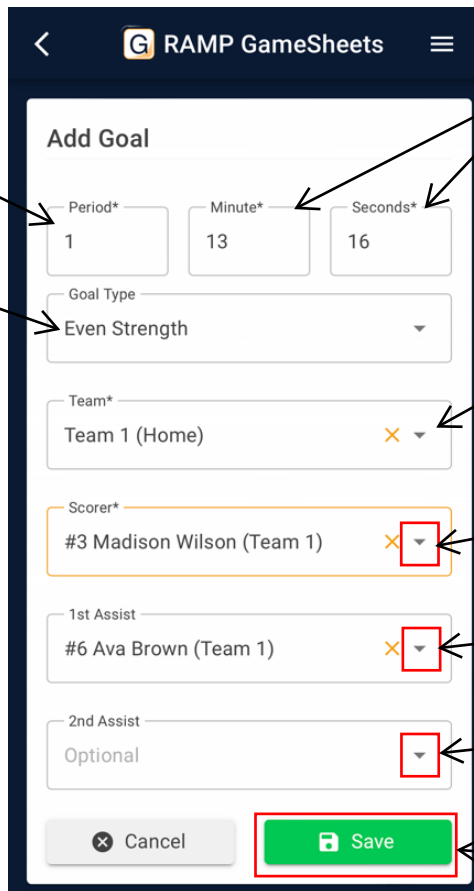 G RAMP GameSheets
Add Goal
Period* Minute* Seconds*
1 13 16
Goal Type
Even Strength
Team*
Team 1 (Home)
Scorer*
#3 Madison Wilson (Team 1)
1st Assist
#6 Ava Brown (Team 1)
2nd Assist
Optional
Cancel Save